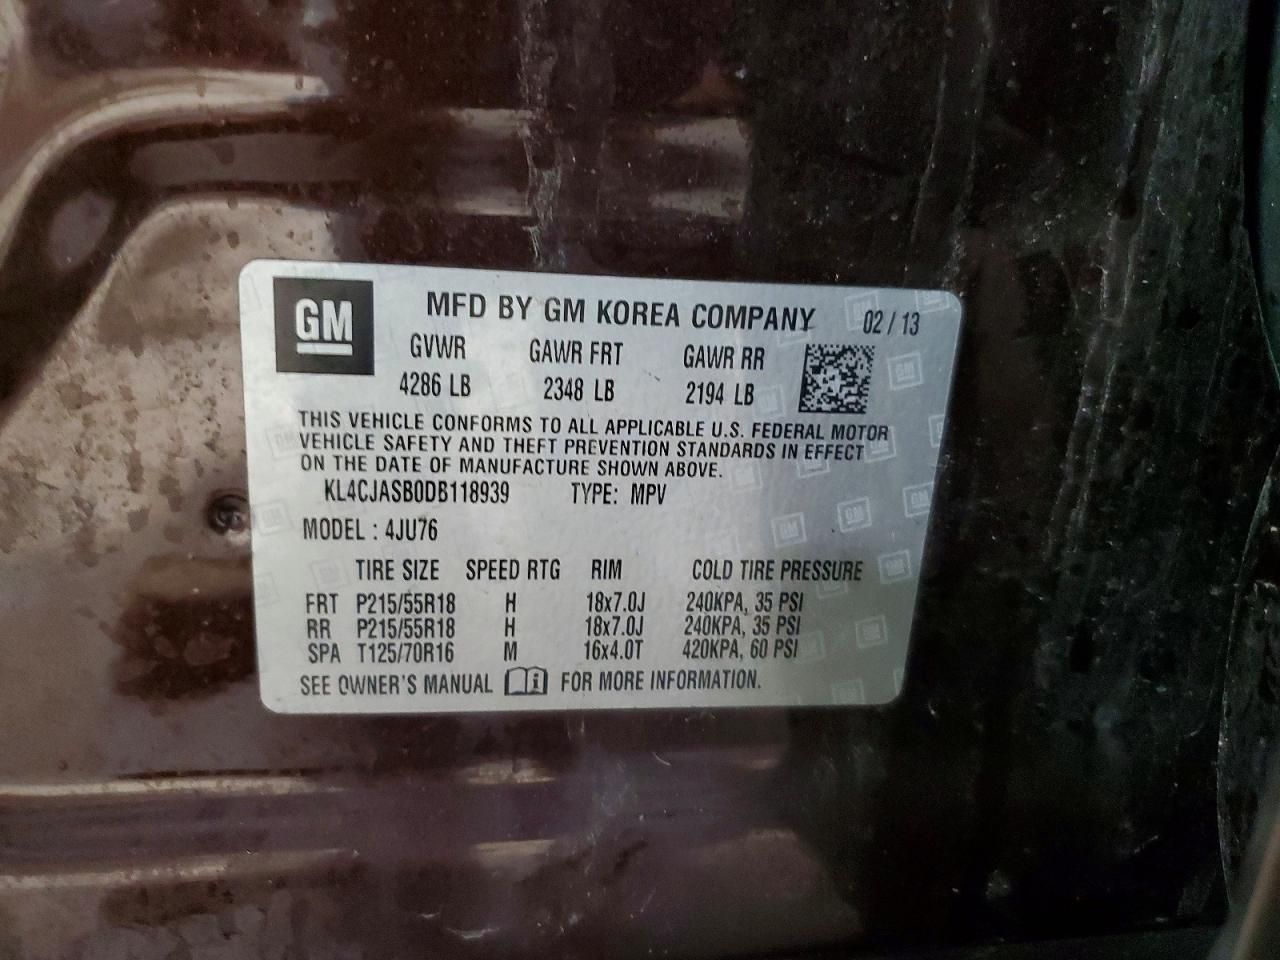 GM
MFD BY GM KOREA COMPANY 02 / 13
GVWR GAWR FRT GAWR RR
4286 LB 2348 LB 2194 LB
THIS VEHICLE CONFORMS TO ALL APPLICABLE U.S. FEDERAL MOTOR
VEHICLE SAFETY AND THEFT PREVENTION STANDARDS IN EFFECT
ON THE DATE OF MANUFACTURE SHOWN ABOVE.
KL4CJASB0DB118939 TYPE: MPV
MODEL : 4JU76
TIRE SIZE SPEED RTG RIM COLD TIRE PRESSURE
FRT P215/55R18 H 18x7.0J 240KPA, 35 PSI
RR P215/55R18 H 18x7.0J 240KPA, 35 PSI
SPA T125/70R16 M 16x4.0T 420KPA, 60 PSI
SEE OWNER'S MANUAL i FOR MORE INFORMATION.